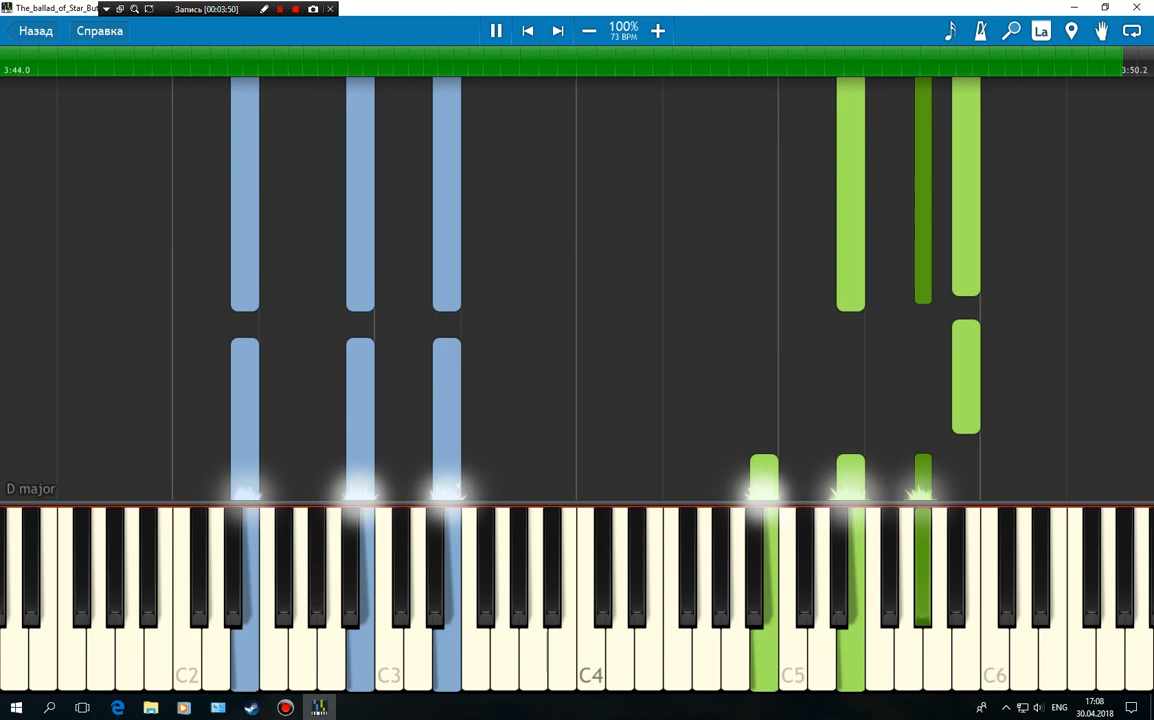 The_ballad_of_Star_But
Запись [00:03:50]
Назад
Справка
100%
73 BPM
La
3:44.0
3:50.2
D major
C2
C3
C4
C5
C6
ENG
17:08
30.04.2018